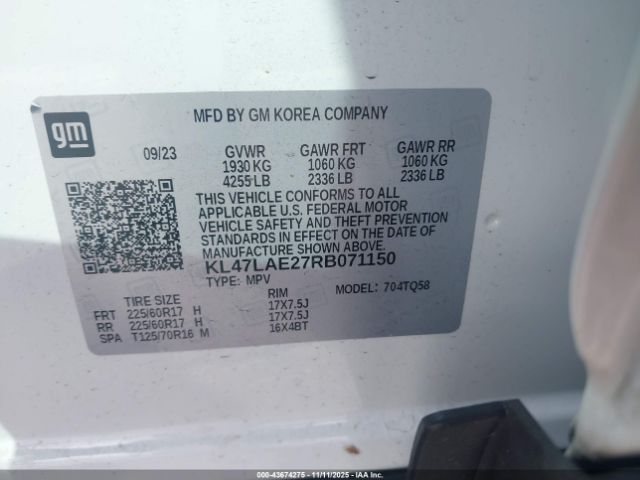 gm
MFD BY GM KOREA COMPANY
09/23 GVWR GAWR FRT GAWR RR
1930 KG 1060 KG 1060 KG
4255 LB 2336 LB 2336 LB
THIS VEHICLE CONFORMS TO ALL
APPLICABLE U.S. FEDERAL MOTOR
VEHICLE SAFETY AND THEFT PREVENTION
STANDARDS IN EFFECT ON THE DATE OF
MANUFACTURE SHOWN ABOVE.
KL47LAE27RB071150
TYPE: MPV MODEL: 704TQ58
TIRE SIZE RIM
FRT 225/60R17 H 17X7.5J
RR 225/60R17 H 17X7.5J
SPA T125/70R16 M 16X4BT
000-43674275 - 11/11/2025 - IAAI.COM